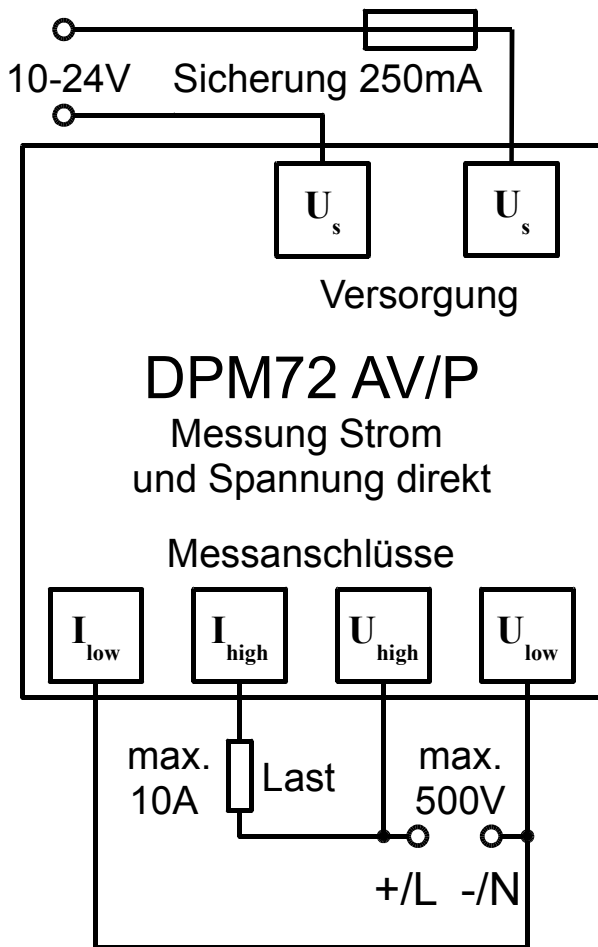 10-24V Sicherung 250mA
Us Us
Versorgung
DPM72 AV/P
Messung Strom
und Spannung direkt
Messanschlüsse
Ilow Ihigh Uhigh Ulow
max. Last max.
10A 500V
+/L -/N